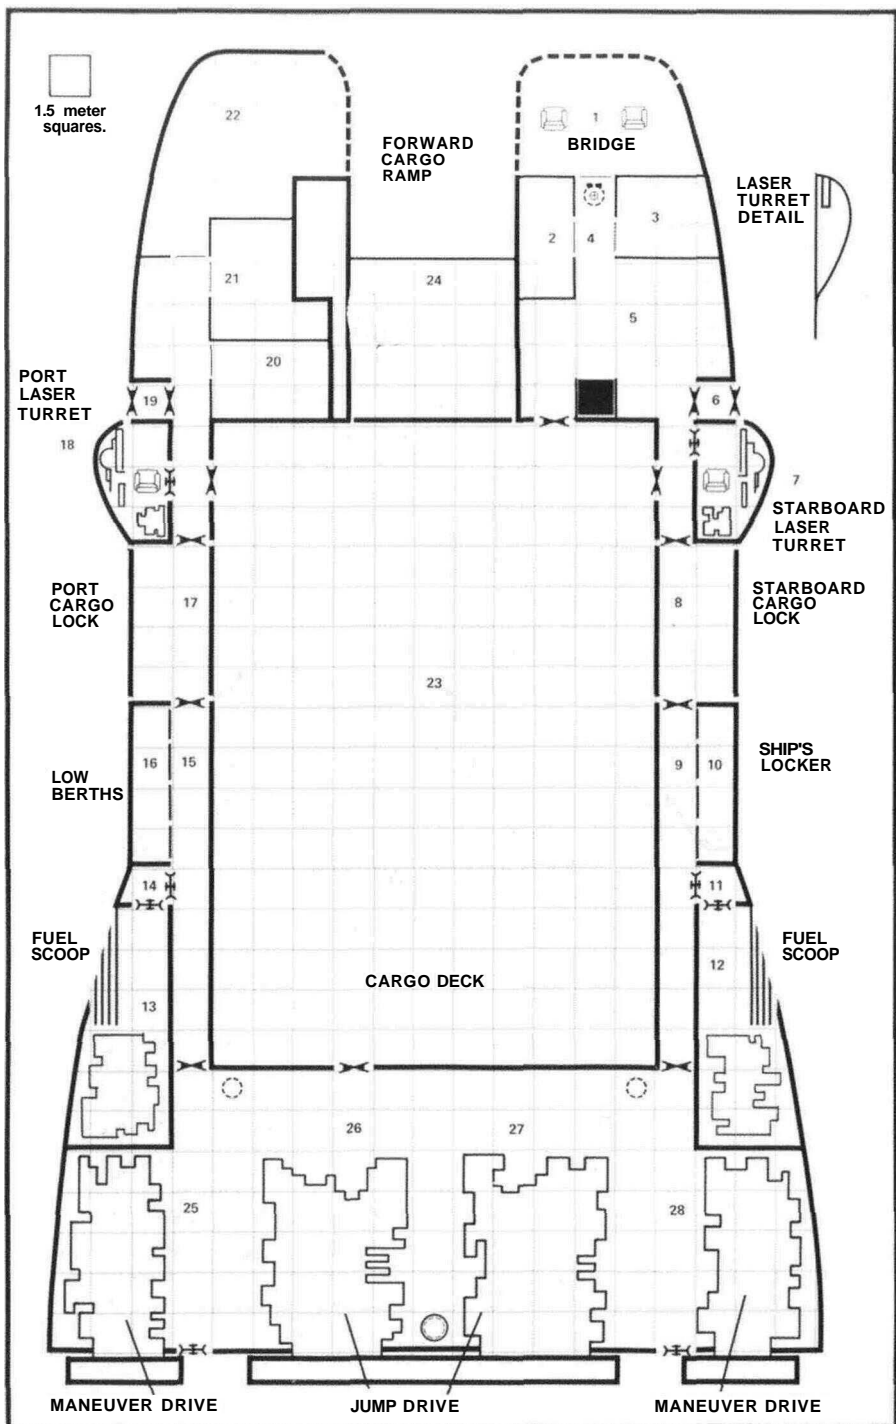 1.5 meter
squares.
22
FORWARD
CARGO
RAMP
1
BRIDGE
LASER
TURRET
DETAIL
2
4
3
21
24
5
20
PORT
LASER
TURRET
19
6
18
7
STARBOARD
LASER
TURRET
PORT
CARGO
LOCK
17
8
STARBOARD
CARGO
LOCK
23
LOW
BERTHS
16
15
9
10
SHIP'S
LOCKER
14
11
FUEL
SCOOP
13
CARGO DECK
12
FUEL
SCOOP
26
27
25
28
MANEUVER DRIVE
JUMP DRIVE
MANEUVER DRIVE